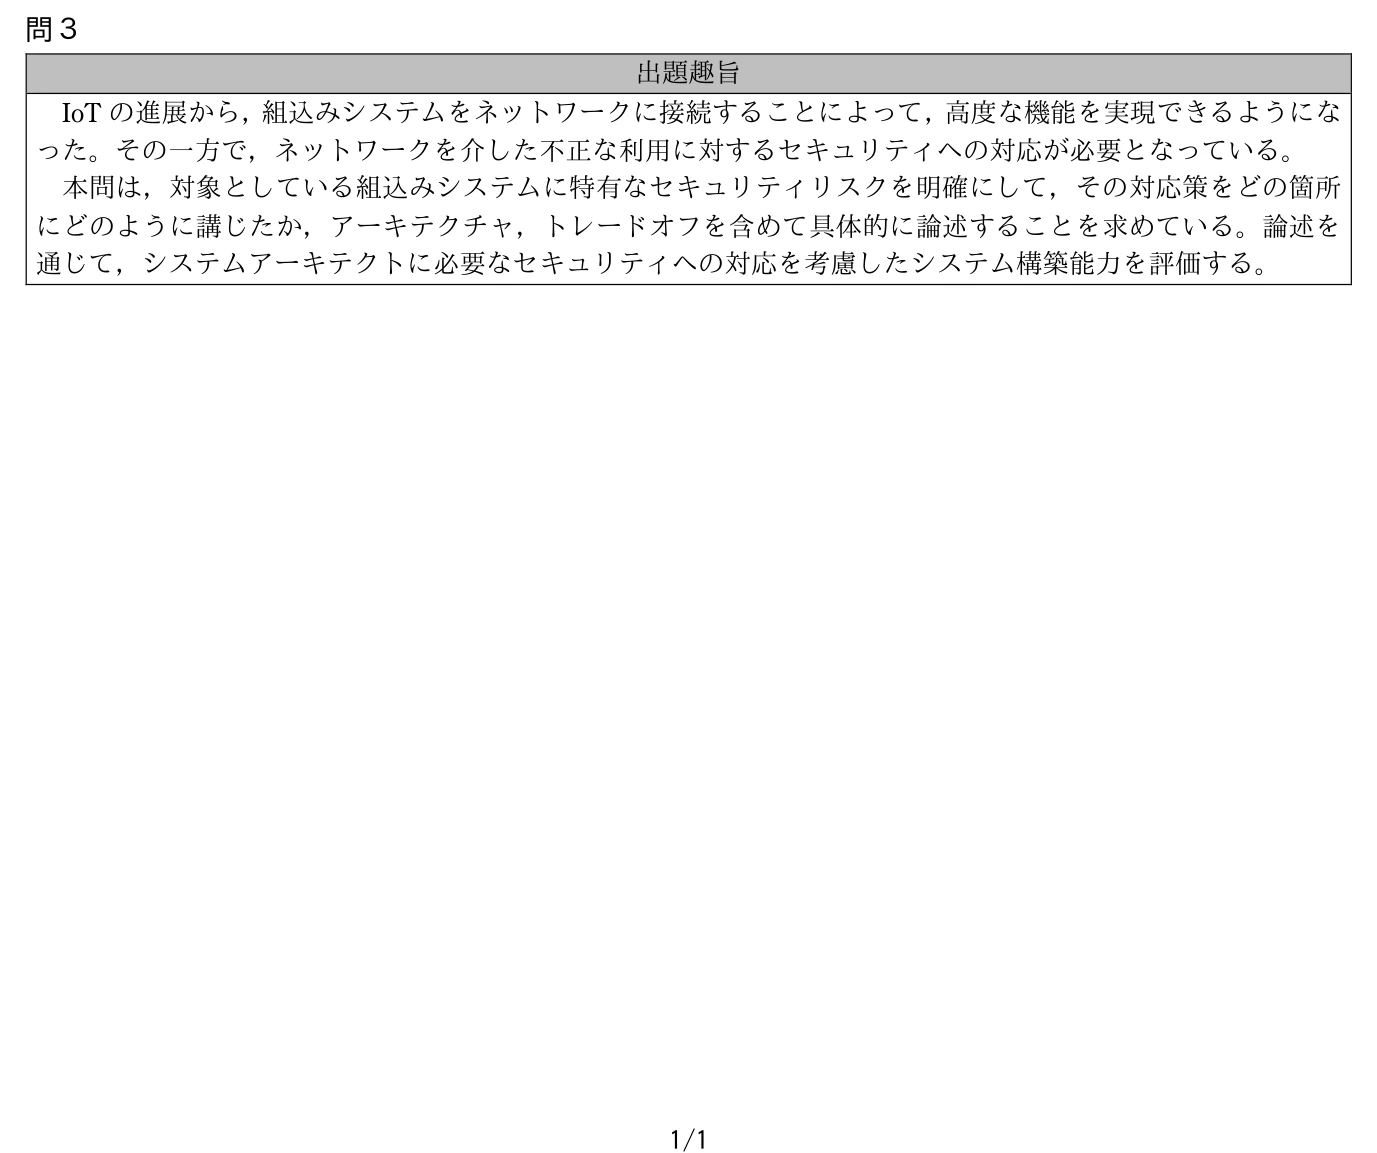 問３
出題趣旨
IoT の進展から，組込みシステムをネットワークに接続することによって，高度な機能を実現できるようにな
った。その一方で，ネットワークを介した不正な利用に対するセキュリティへの対応が必要となっている。
本問は，対象としている組込みシステムに特有なセキュリティリスクを明確にして，その対応策をどの箇所
にどのように講じたか，アーキテクチャ，トレードオフを含めて具体的に論述することを求めている。論述を
通じて，システムアーキテクトに必要なセキュリティへの対応を考慮したシステム構築能力を評価する。
1/1